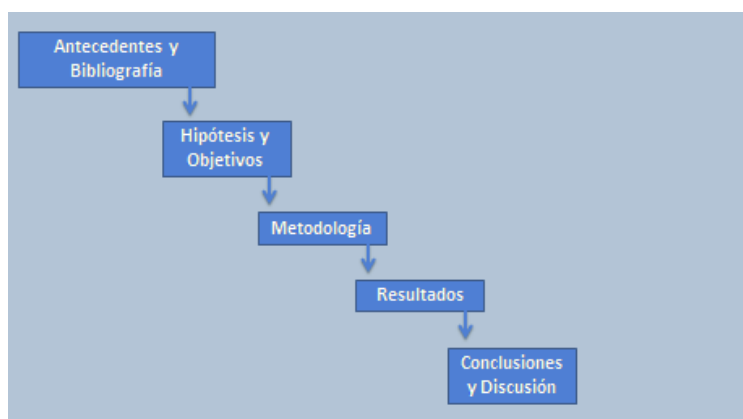 Antecedentes y
Bibliografía
Hipótesis y
Objetivos
Metodología
Resultados
Conclusiones
y Discusión